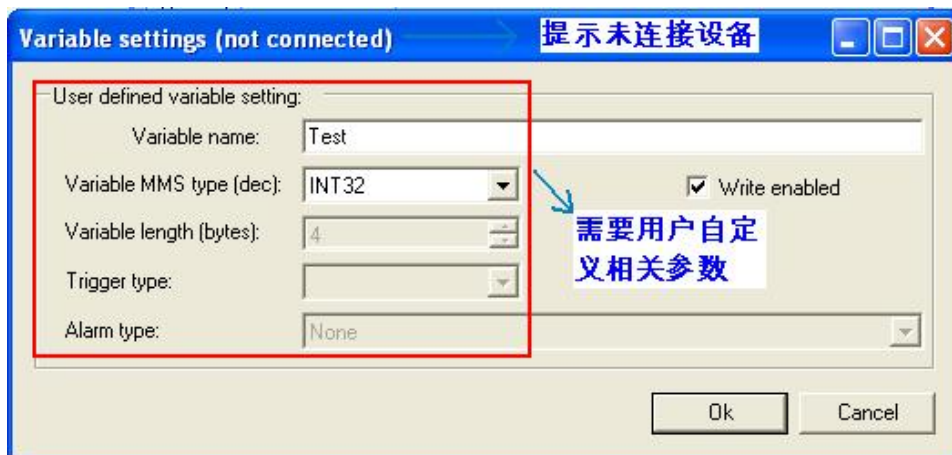 Variable settings (not connected)
提示未连接设备
User defined variable setting:
Variable name:
Test
Variable MMS type (dec):
INT32
Write enabled
Variable length (bytes):
4
需要用户自定
义相关参数
Trigger type:
Alarm type:
None
Ok
Cancel